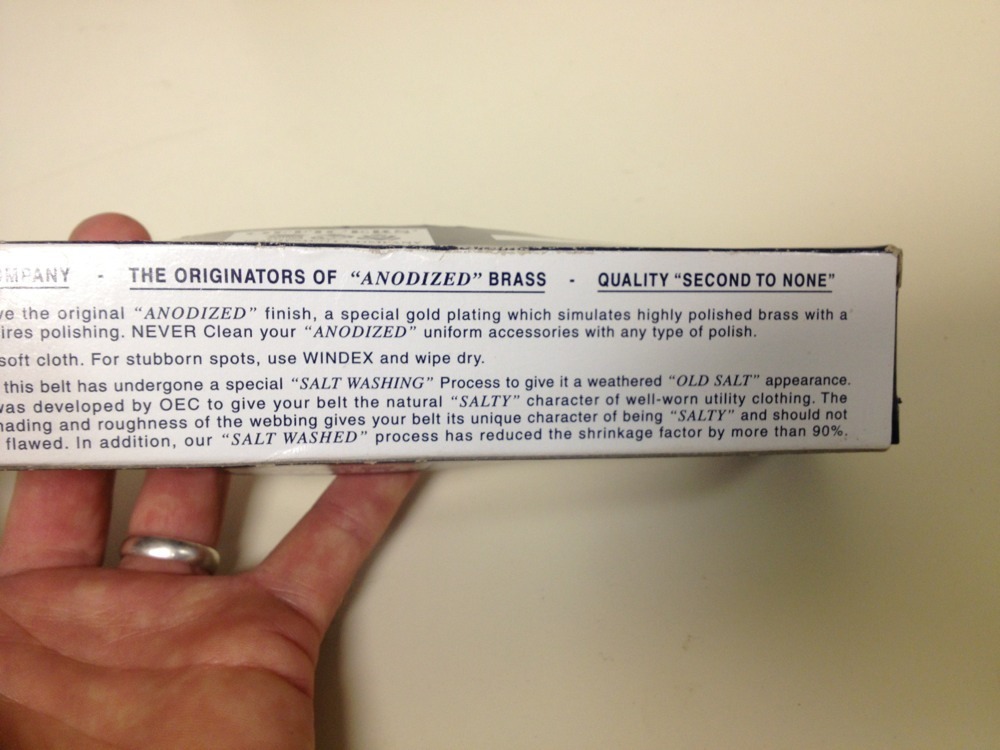 COMPANY - THE ORIGINATORS OF "ANODIZED" BRASS - QUALITY "SECOND TO NONE"
the original "ANODIZED" finish, a special gold plating which simulates highly polished brass with a
polishing. NEVER Clean your "ANODIZED" uniform accessories with any type of polish.
soft cloth. For stubborn spots, use WINDEX and wipe dry.
this belt has undergone a special "SALT WASHING" Process to give it a weathered "OLD SALT" appearance.
was developed by OEC to give your belt the natural "SALTY" character of well-worn utility clothing. The
and roughness of the webbing gives your belt its unique character of being "SALTY" and should not
flawed. In addition, our "SALT WASHED" process has reduced the shrinkage factor by more than 90%.